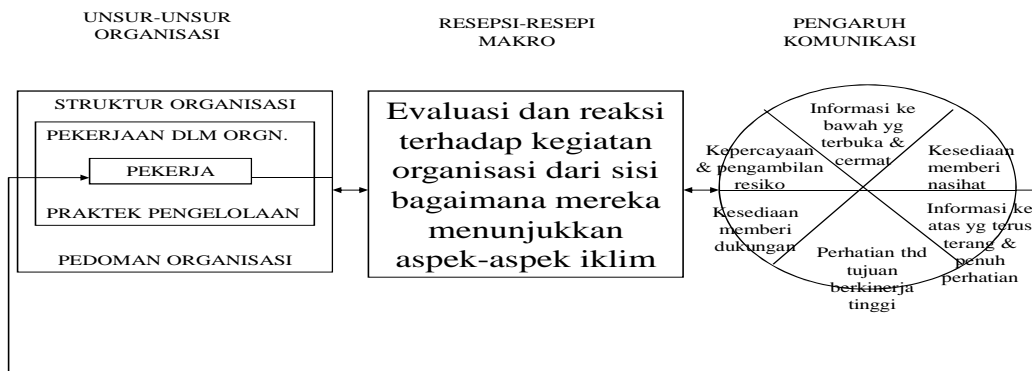 UNSUR-UNSUR
ORGANISASI
RESEPSI-RESEPI
MAKRO
PENGARUH
KOMUNIKASI
STRUKTUR ORGANISASI
PEKERJAAN DLM ORGN.
PEKERJA
PRAKTEK PENGELOLAAN
PEDOMAN ORGANISASI
Evaluasi dan reaksi
terhadap kegiatan
organisasi dari sisi
bagaimana mereka
menunjukkan
aspek-aspek iklim
Informasi ke
bawah yg
terbuka &
cermat
Kepercayaan
& pengambilan
resiko
Kesediaan
memberi
nasihat
Kesediaan
memberi
dukungan
Informasi ke
atas yg terus
terang &
penuh
perhatian
Perhatian thd
tujuan
berkinerja
tinggi